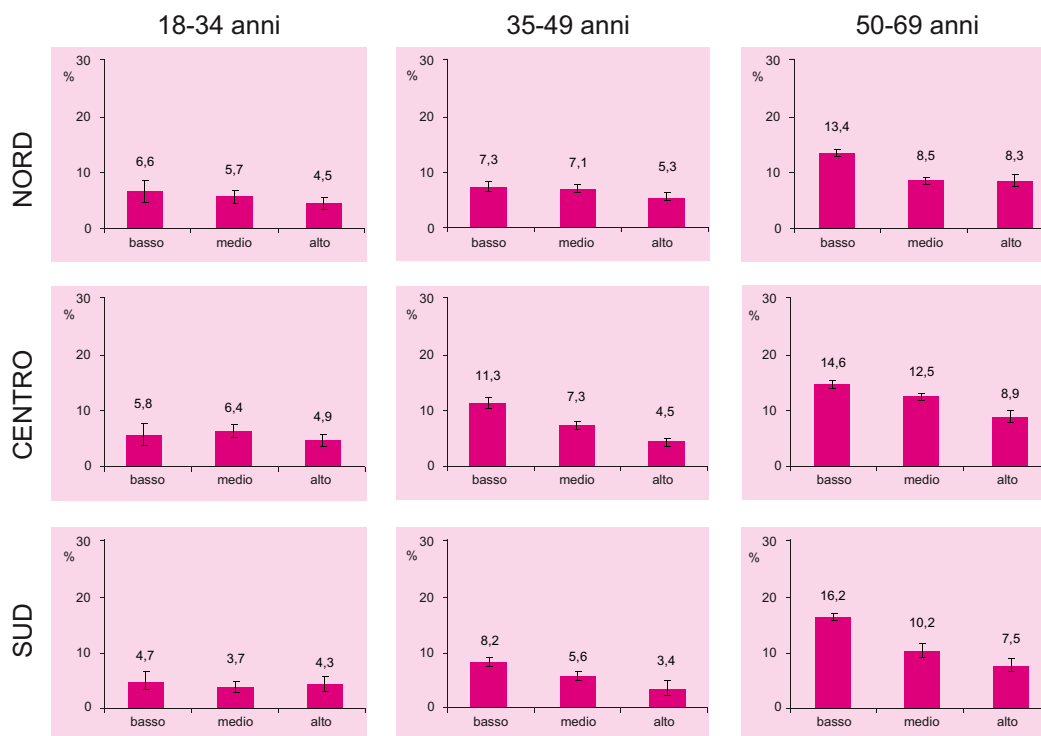 18-34 anni 35-49 anni 50-69 anni
NORD
30 % 20 10 0
6,6 5,7 4,5
basso medio alto
30 % 20 10 0
7,3 7,1 5,3
basso medio alto
30 % 20 10 0
13,4 8,5 8,3
basso medio alto
CENTRO
30 % 20 10 0
5,8 6,4 4,9
basso medio alto
30 % 20 10 0
11,3 7,3 4,5
basso medio alto
30 % 20 10 0
14,6 12,5 8,9
basso medio alto
SUD
30 % 20 10 0
4,7 3,7 4,3
basso medio alto
30 % 20 10 0
8,2 5,6 3,4
basso medio alto
30 % 20 10 0
16,2 10,2 7,5
basso medio alto